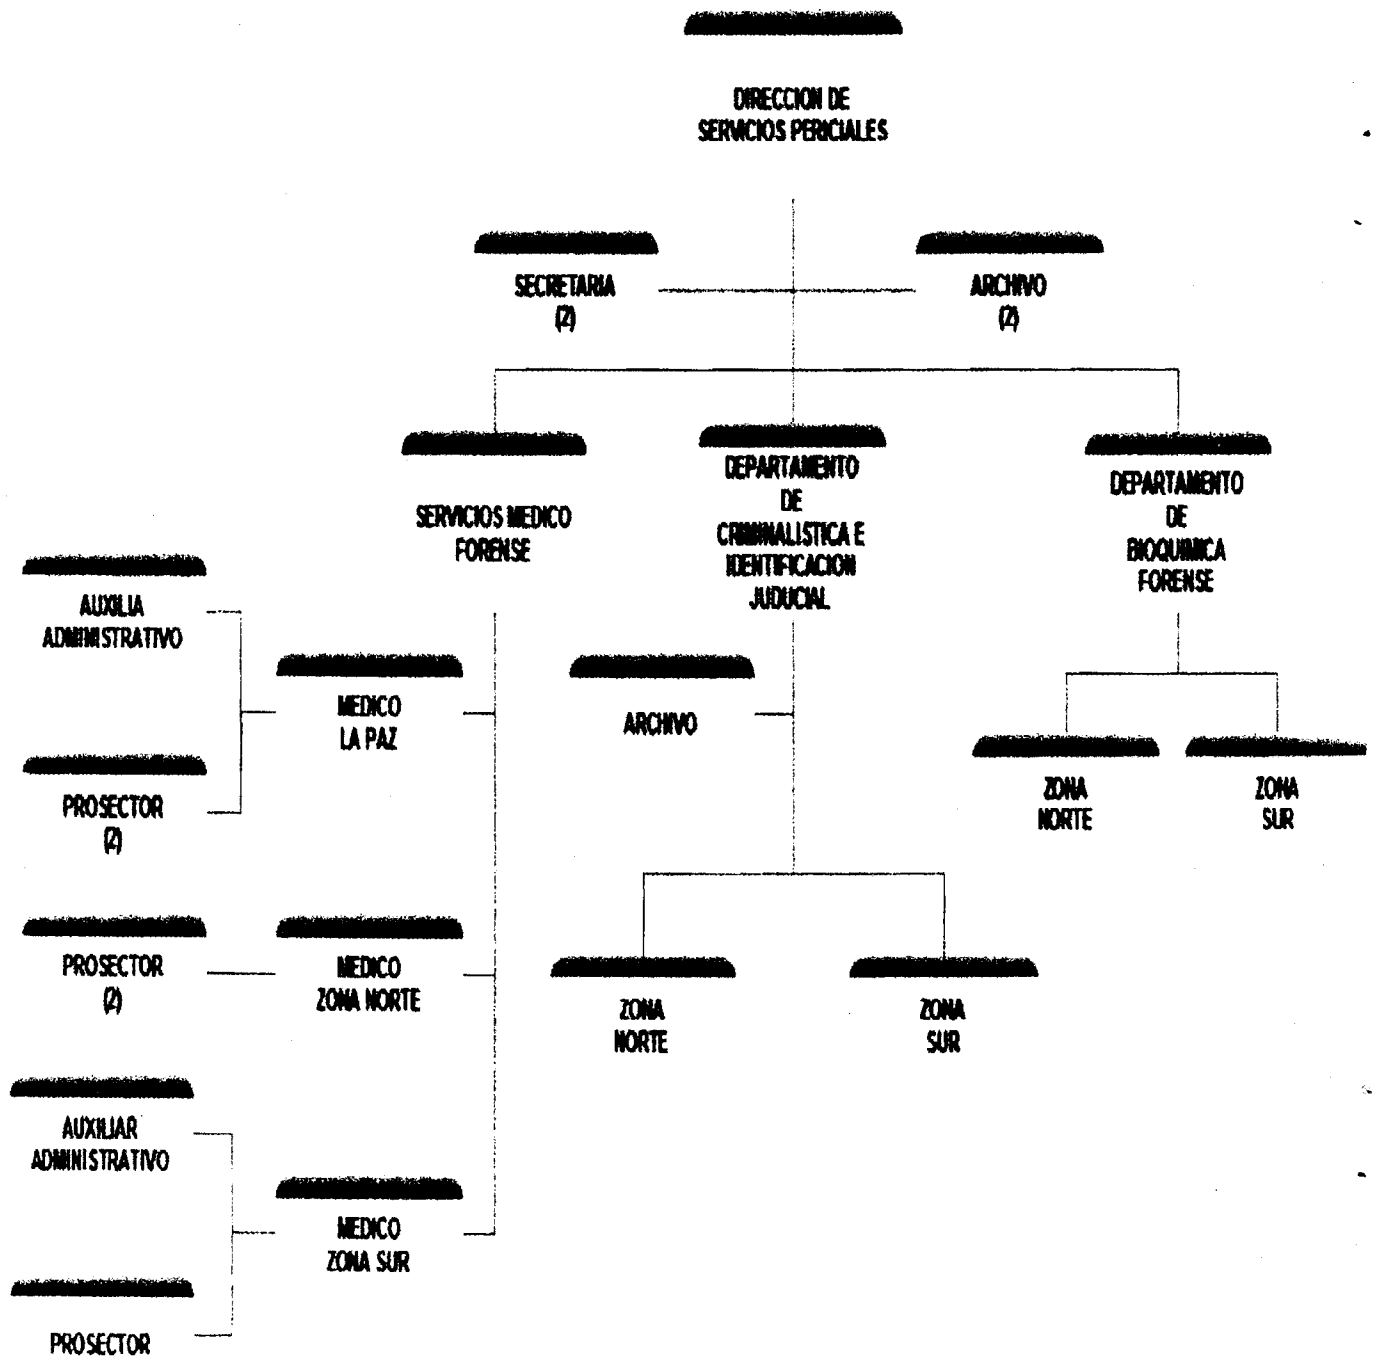 DIRECCION DE
SERVICIOS PERICIALES
SECRETARIA
(2)
ARCHIVO
(2)
SERVICIOS MEDICO
FORENSE
DEPARTAMENTO
DE
CRIMINALISTICA E
IDENTIFICACION
JUDUCIAL
DEPARTAMENTO
DE
BIOQUIMICA
FORENSE
AUXILIA
ADMINISTRATIVO
MEDICO
LA PAZ
PROSECTOR
(2)
ARCHIVO
ZONA
NORTE
ZONA
SUR
PROSECTOR
(2)
MEDICO
ZONA NORTE
ZONA
NORTE
ZONA
SUR
AUXILIAR
ADMINISTRATIVO
MEDICO
ZONA SUR
PROSECTOR